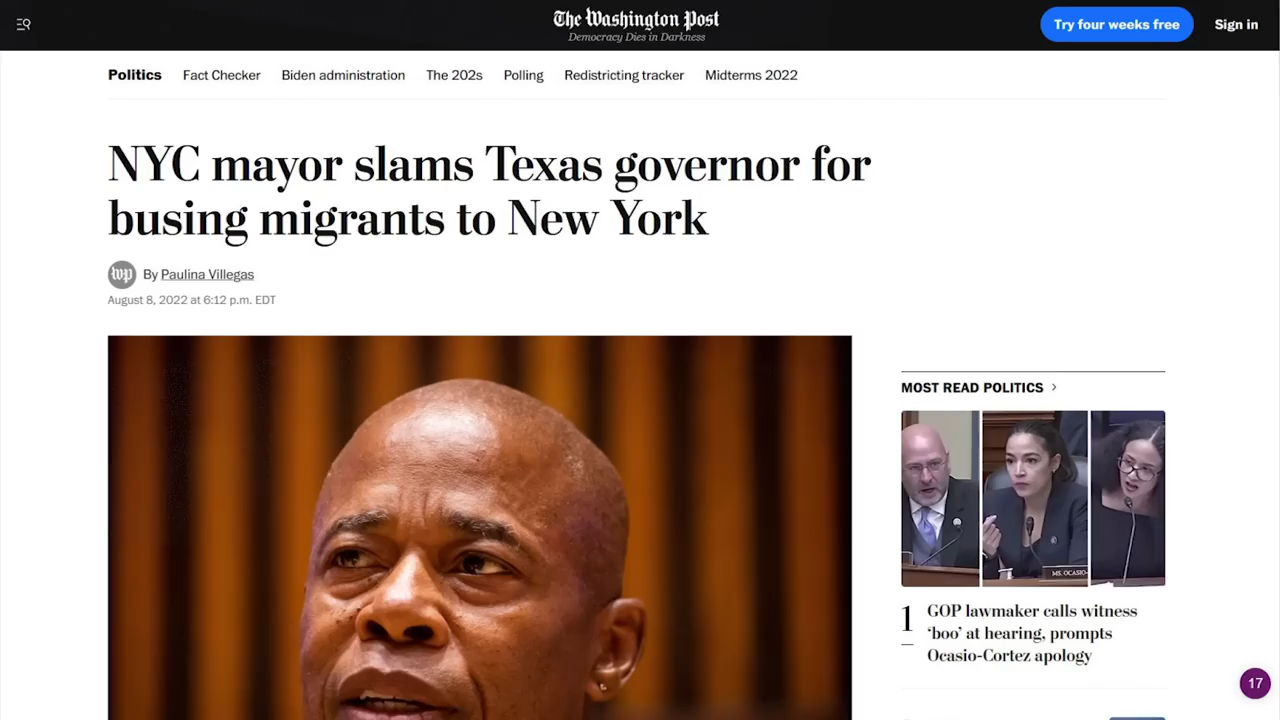 The Washington Post
Democracy Dies in Darkness
Try four weeks free
Sign in
Politics Fact Checker Biden administration The 202s Polling Redistricting tracker Midterms 2022
NYC mayor slams Texas governor for
busing migrants to New York
wp By Paulina Villegas
August 8, 2022 at 6:12 p.m. EDT
MOST READ POLITICS >
MS. OCASIO-
1 GOP lawmaker calls witness
‘boo’ at hearing, prompts
Ocasio-Cortez apology
17